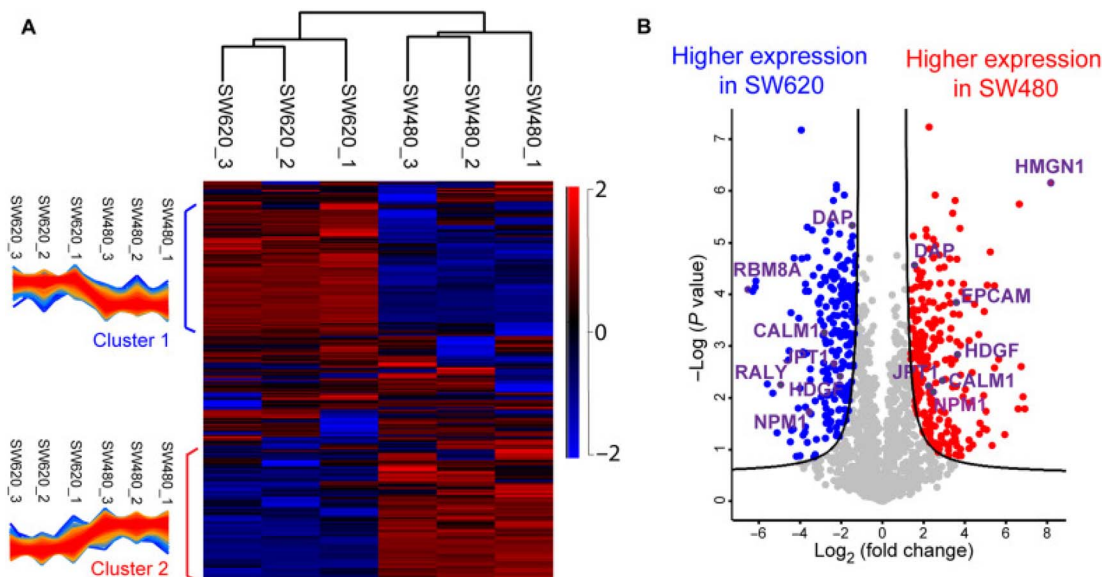 A
SW620_3
SW620_2
SW620_1
SW480_3
SW480_2
SW480_1
SW620_3
SW620_2
SW620_1
SW480_3
SW480_2
SW480_1
Cluster 1
SW620_3
SW620_2
SW620_1
SW480_3
SW480_2
SW480_1
Cluster 2
2
0
−2
B
Higher expression
in SW620
Higher expression
in SW480
−Log (P value)
7
6
5
4
3
2
1
0
HMGN1
DAP
DAP
RBM8A
EPCAM
CALM1
JPT1
HDGF
RALY
JPT1
CALM1
HDGF
NPM1
NPM1
-6
-4
-2
0
2
4
6
8
Log2 (fold change)